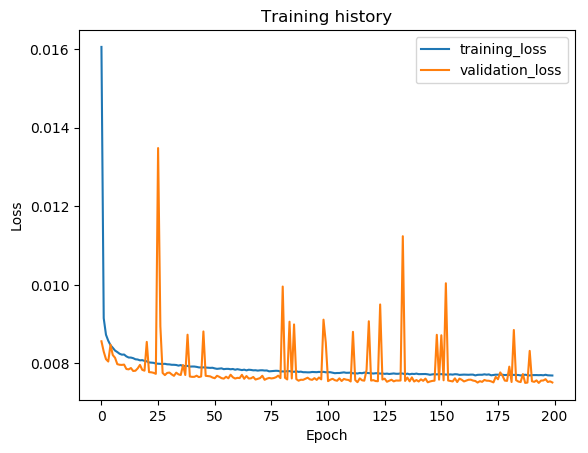 Training history
training_loss
validation_loss
0.016
0.014
0.012
0.010
0.008
Loss
0 25 50 75 100 125 150 175 200
Epoch